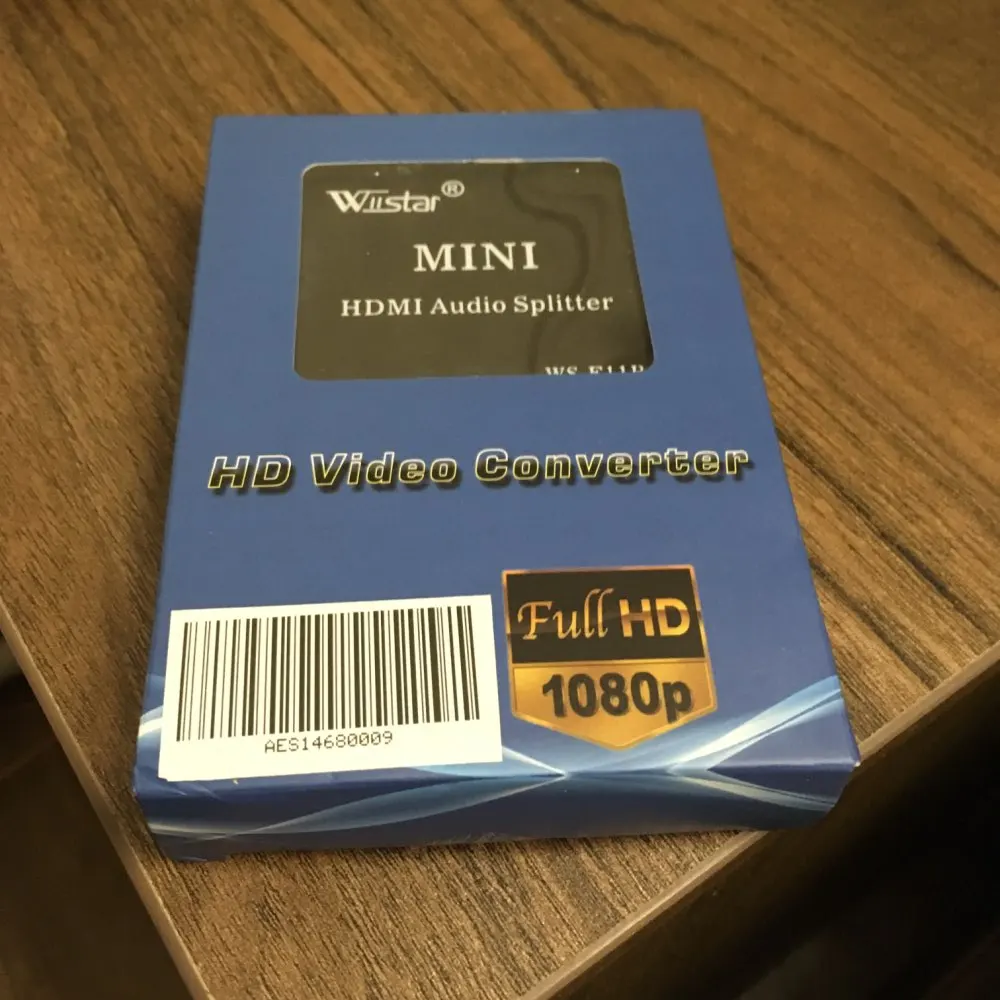 Wiistar®
MINI
HDMI Audio Splitter
HD Video Converter
Full HD
1080p
AES14680009